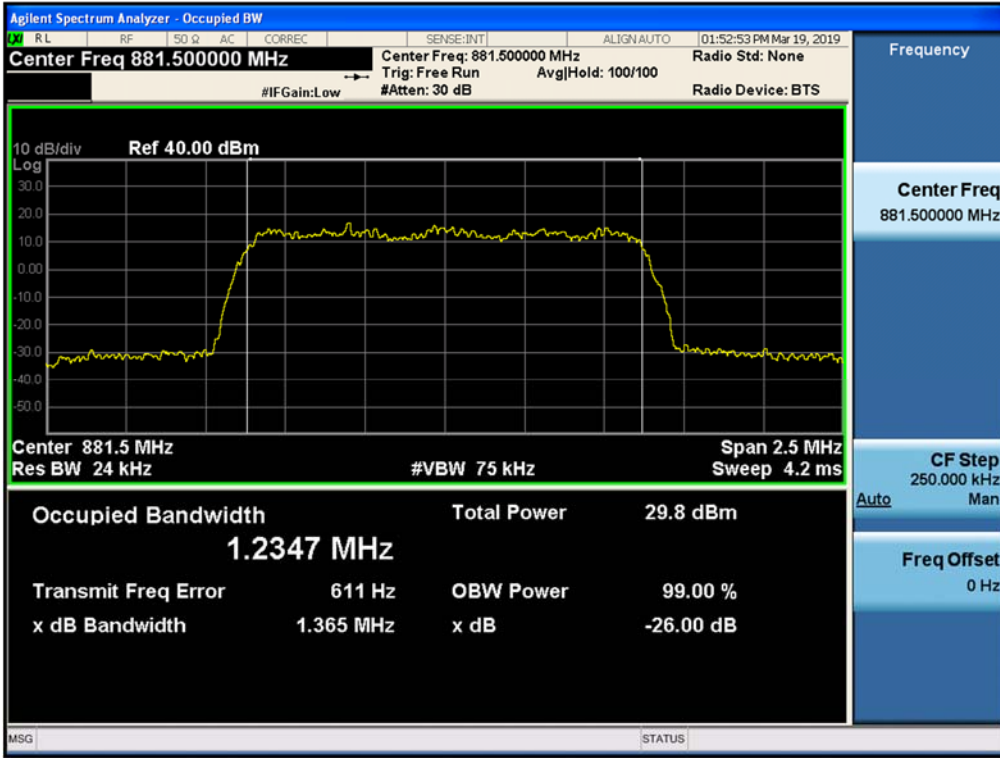 Agilent Spectrum Analyzer - Occupied BW
LXI RL RF 50 Ω AC CORREC SENSE:INT ALIGN AUTO 01:52:53 PM Mar 19, 2019
Center Freq 881.500000 MHz
Center Freq: 881.500000 MHz
Radio Std: None
Trig: Free Run Avg|Hold: 100/100
#IFGain:Low
#Atten: 30 dB
Radio Device: BTS
10 dB/div Ref 40.00 dBm
Log
30.0
20.0
10.0
0.00
-10.0
-20.0
-30.0
-40.0
-50.0
Center 881.5 MHz Span 2.5 MHz
Res BW 24 kHz #VBW 75 kHz Sweep 4.2 ms
Occupied Bandwidth Total Power 29.8 dBm
1.2347 MHz
Transmit Freq Error 611 Hz OBW Power 99.00 %
x dB Bandwidth 1.365 MHz x dB -26.00 dB
MSG STATUS
Frequency
Center Freq
881.500000 MHz
CF Step
250.000 kHz
Auto Man
Freq Offset
0 Hz